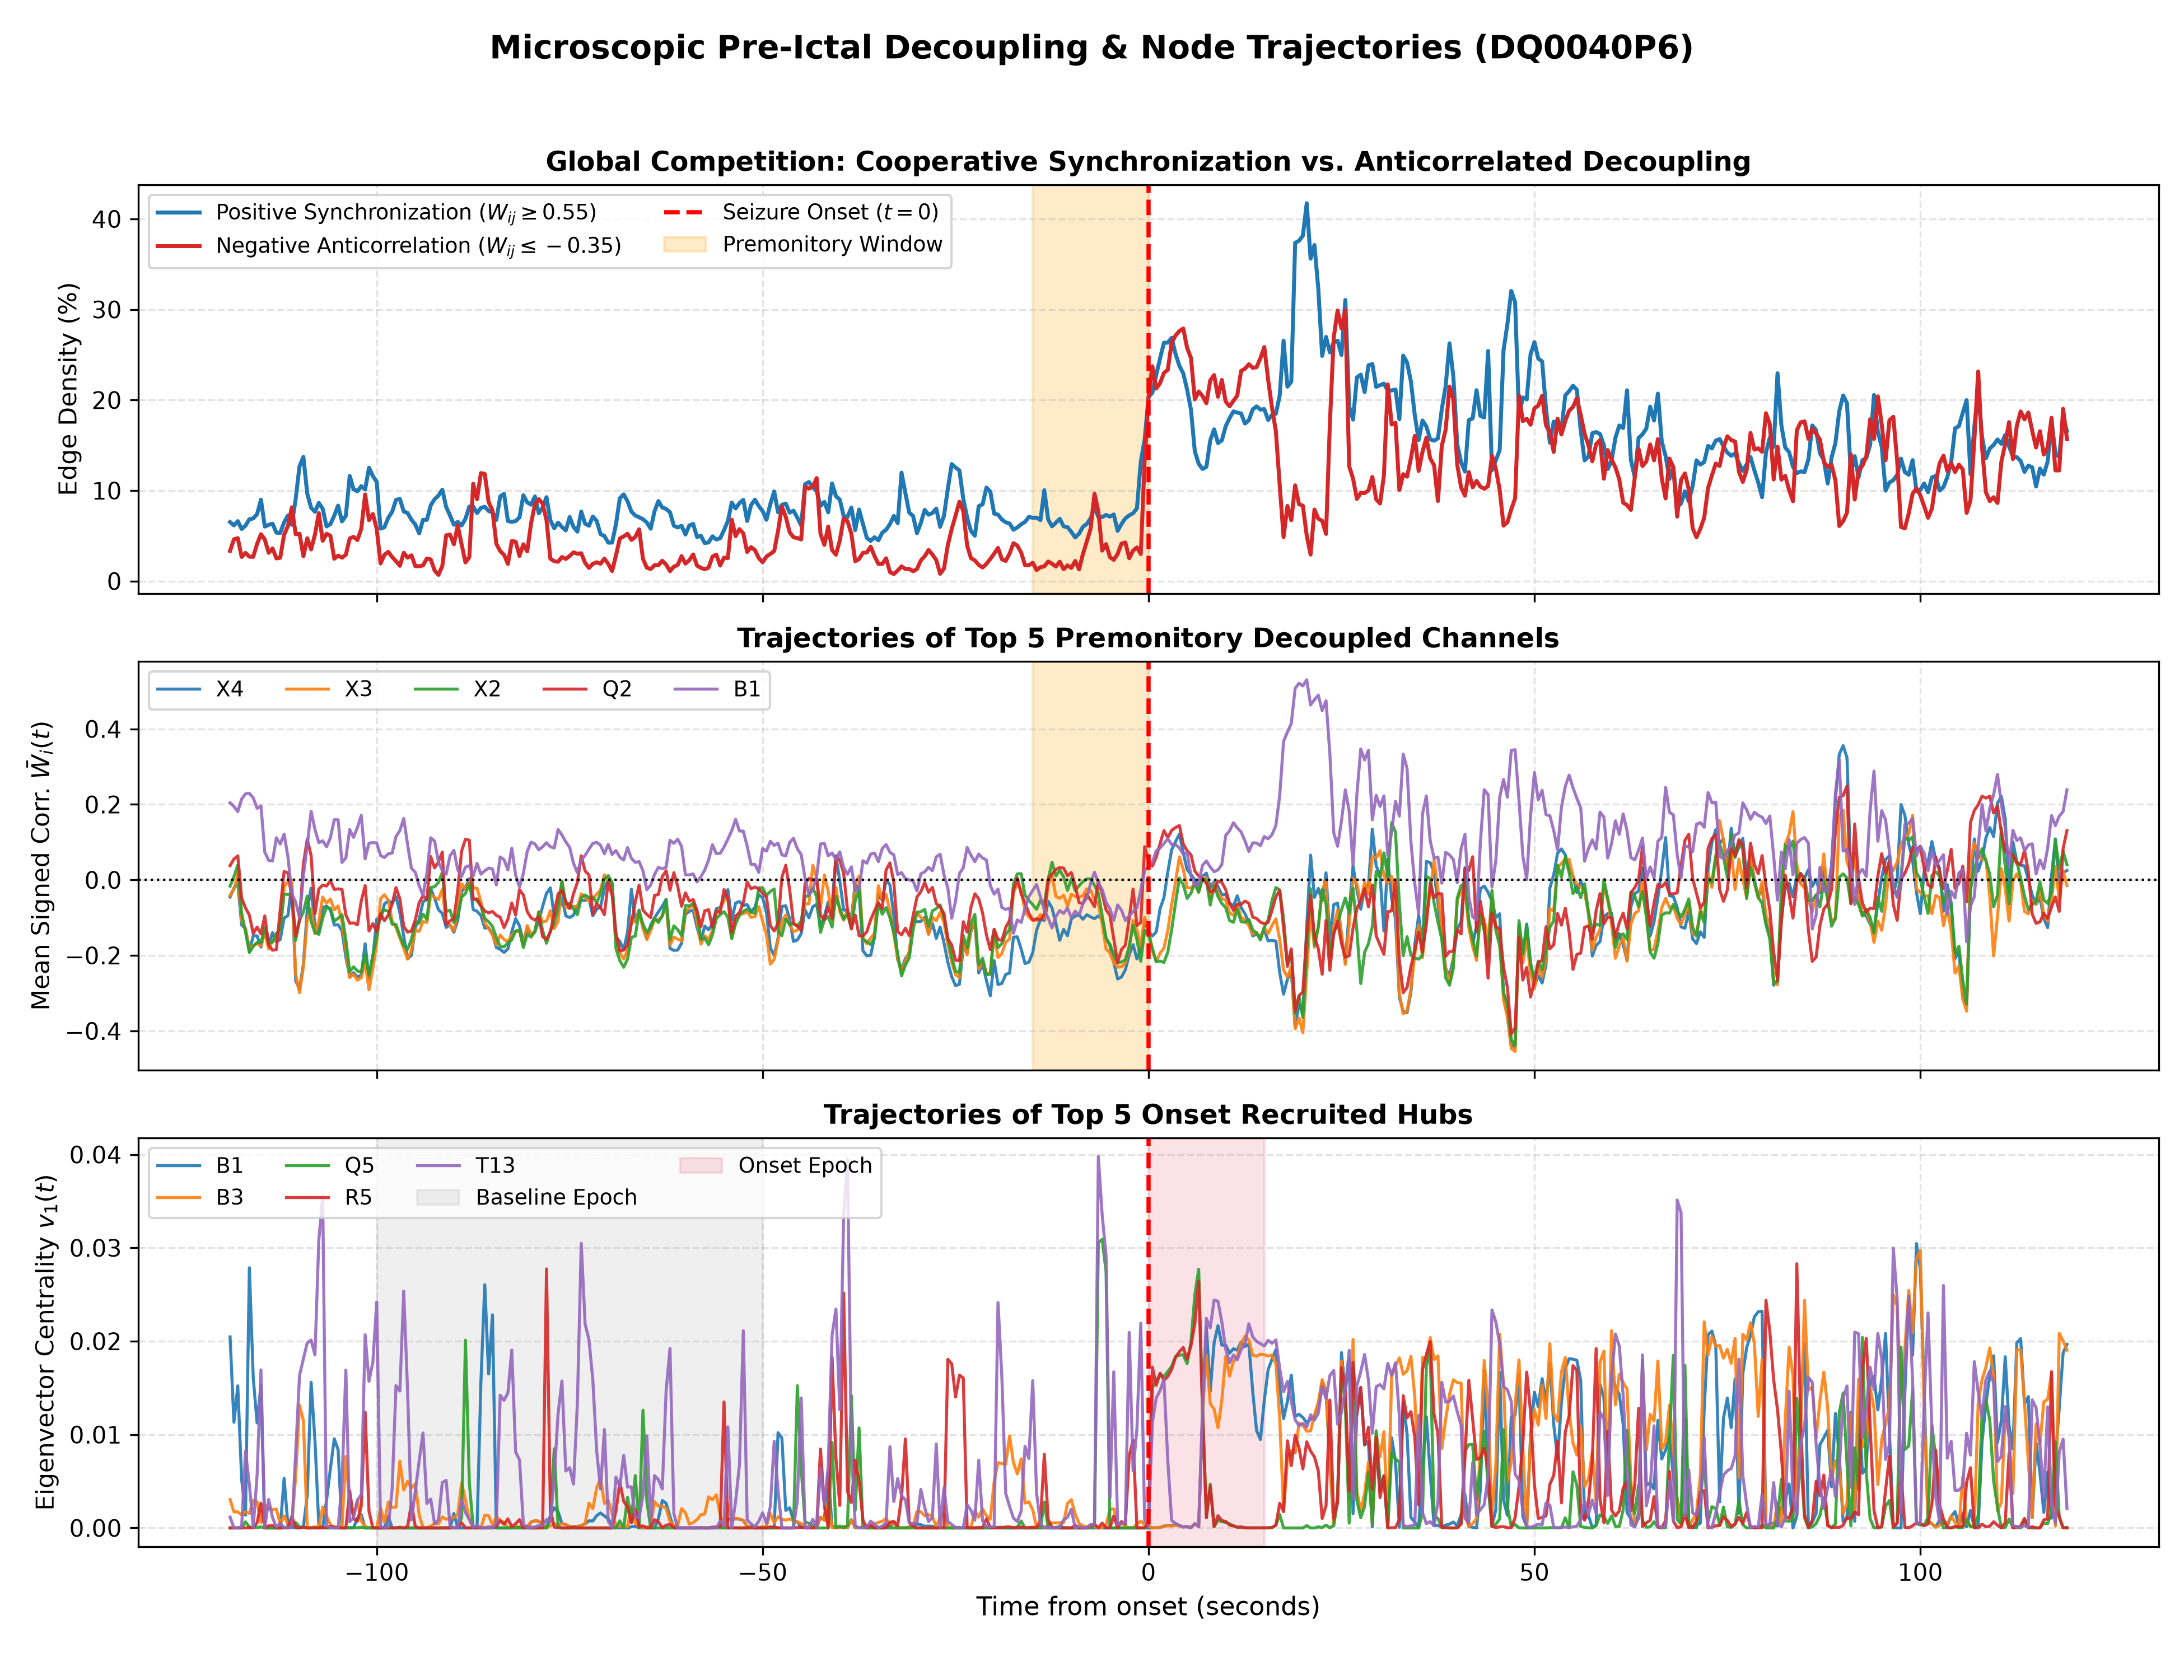 Microscopic Pre-Ictal Decoupling & Node Trajectories (DQ0040P6)
Global Competition: Cooperative Synchronization vs. Anticorrelated Decoupling
Positive Synchronization (W_ij ≥ 0.55)
Negative Anticorrelation (W_ij ≤ −0.35)
Seizure Onset (t = 0)
Premonitory Window
Edge Density (%)
40
30
20
10
0
Trajectories of Top 5 Premonitory Decoupled Channels
X4 X3 X2 Q2 B1
Mean Signed Corr. W̄_i(t)
0.4
0.2
0.0
−0.2
−0.4
Trajectories of Top 5 Onset Recruited Hubs
B1 Q5 T13 Onset Epoch
B3 R5 Baseline Epoch
Eigenvector Centrality v_1(t)
0.04
0.03
0.02
0.01
0.00
−100 −50 0 50 100
Time from onset (seconds)